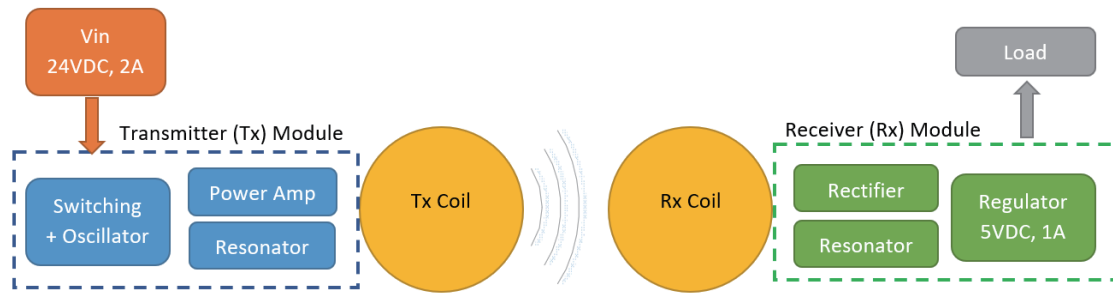 Vin
24VDC, 2A
Load
Transmitter (Tx) Module
Receiver (Rx) Module
Switching
+ Oscillator
Power Amp
Resonator
Tx Coil
Rx Coil
Rectifier
Resonator
Regulator
5VDC, 1A